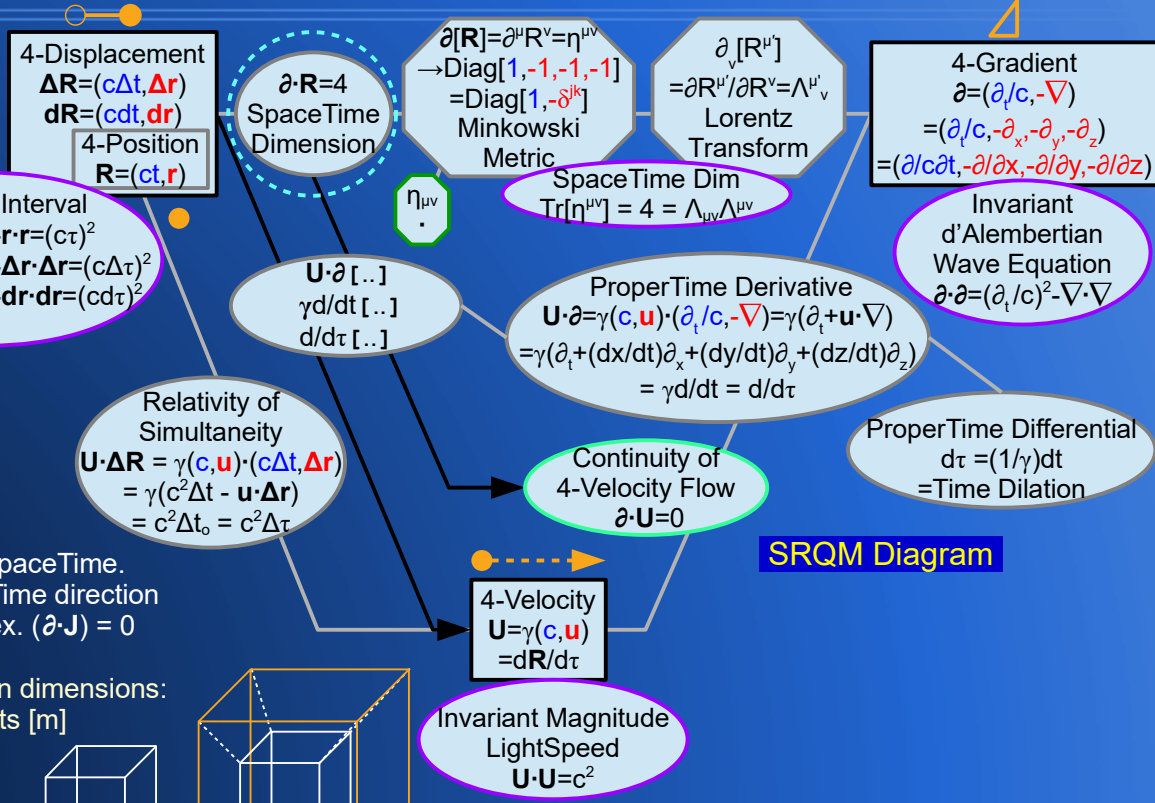 4-Displacement
ΔR=(cΔt,Δr)
dR=(cdt,dr)
4-Position
R=(ct,r)
∂·R=4
SpaceTime
Dimension
∂[R]=∂^μR^ν=η^μν
→Diag[1,-1,-1,-1]
=Diag[1,-δ^jk]
Minkowski
Metric
∂_ν[R^μ']
=∂R^μ'/∂R^ν=Λ^μ'_ν
Lorentz
Transform
4-Gradient
∂=(∂_t/c,-∇)
=(∂_t/c,-∂_x,-∂_y,-∂_z)
=(∂/c∂t,-∂/∂x,-∂/∂y,-∂/∂z)
Interval
r·r=(cτ)²
Δr·Δr=(cΔτ)²
dr·dr=(cdτ)²
η_μν
.
SpaceTime Dim
Tr[η^μν] = 4 = Λ_μνΛ^μν
Invariant
d'Alembertian
Wave Equation
∂·∂=(∂_t/c)²-∇·∇
U·∂[..]
γd/dt[..]
d/dτ[..]
ProperTime Derivative
U·∂=γ(c,u)·(∂_t/c,-∇)=γ(∂_t+u·∇)
=γ(∂_t+(dx/dt)∂_x+(dy/dt)∂_y+(dz/dt)∂_z)
= γd/dt = d/dτ
Relativity of
Simultaneity
U·ΔR = γ(c,u)·(cΔt,Δr)
= γ(c²Δt - u·Δr)
= c²Δt_o = c²Δτ
ProperTime Differential
dτ =(1/γ)dt
=Time Dilation
Continuity of
4-Velocity Flow
∂·U=0
SRQM Diagram
paceTime.
Time direction
ex. (∂·J) = 0
4-Velocity
U=γ(c,u)
=dR/dτ
n dimensions:
ts [m]
Invariant Magnitude
LightSpeed
U·U=c²